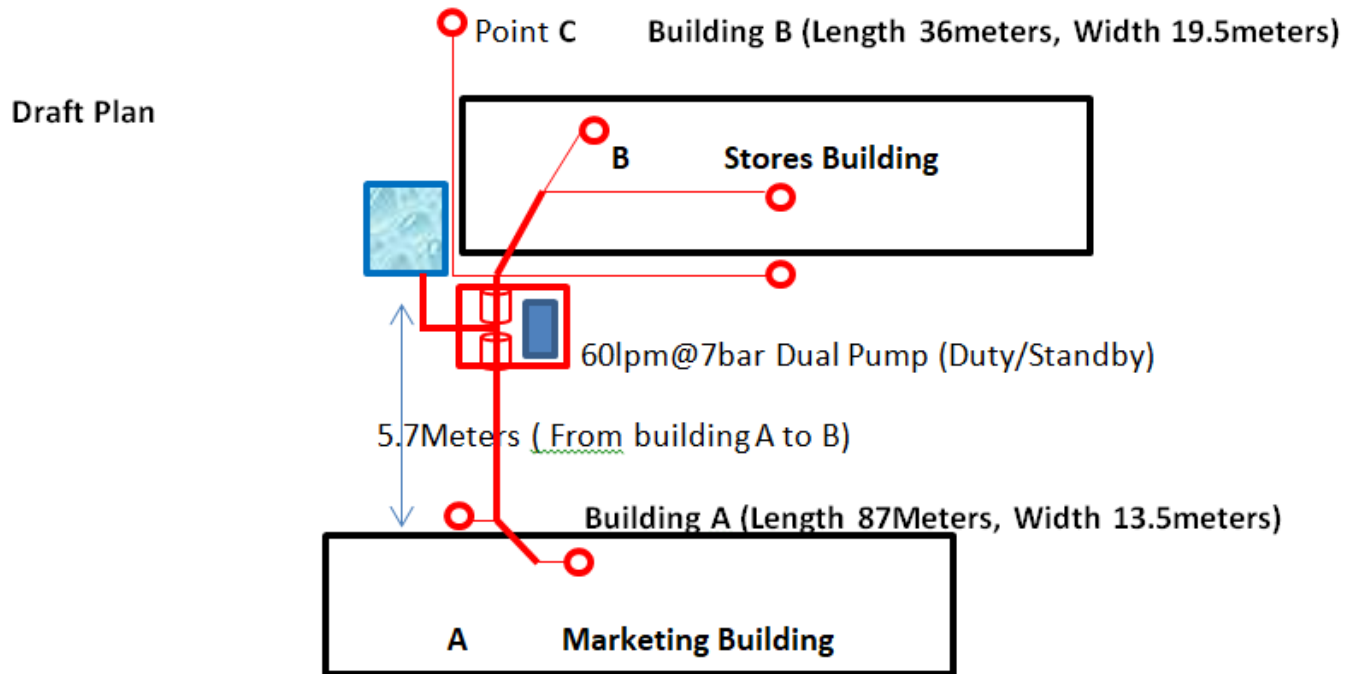 Point C Building B (Length 36meters, Width 19.5meters)
Draft Plan
B Stores Building
60lpm@7bar Dual Pump (Duty/Standby)
5.7Meters ( From building A to B)
Building A (Length 87Meters, Width 13.5meters)
A Marketing Building